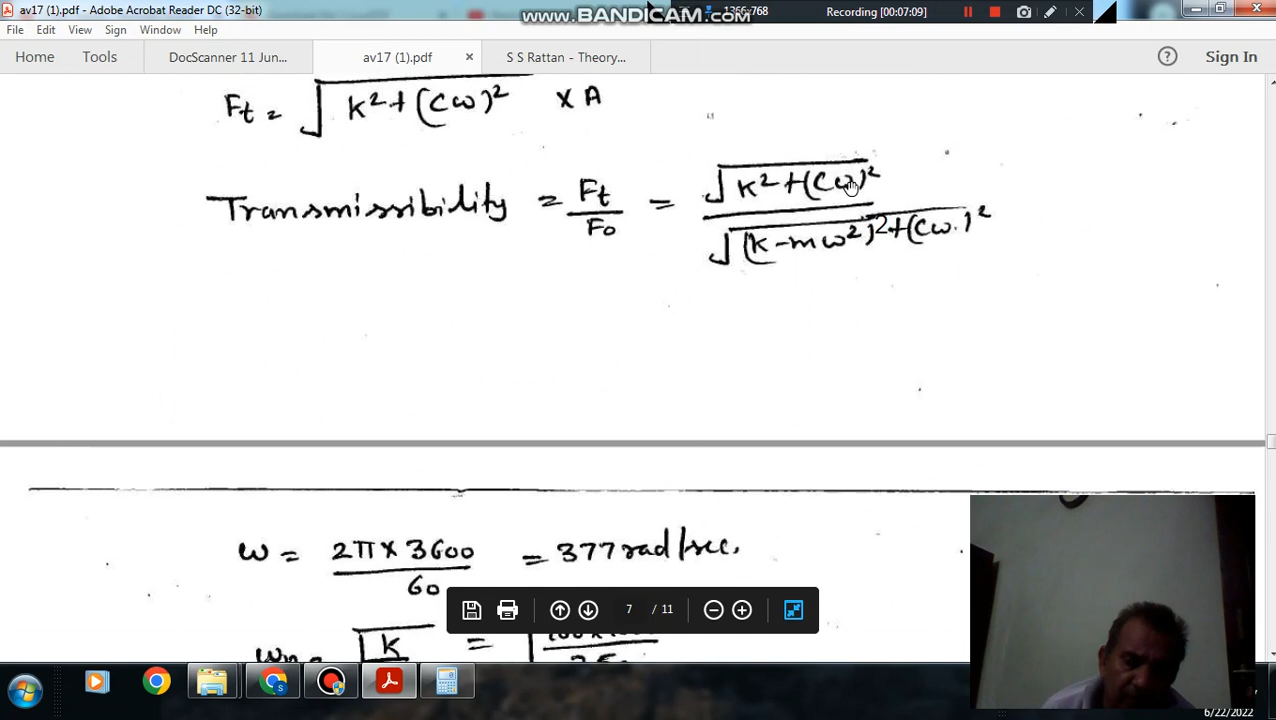 av17 (1).pdf - Adobe Acrobat Reader DC (32-bit)
www.BANDICAM.com
1366x768
Recording [00:07:09]
File Edit View Sign Window Help
Home Tools DocScanner 11 Jun... av17 (1).pdf × S S Rattan - Theory... Sign In
Ft = √K²+(Cω)² × A
Transmissibility = Ft/F0 = √K²+(Cω)² / √(K-mω²)²+(Cω.)²
ω = 2π×3600/60 = 377 rad/sec.
7 / 11
ωn = √K =
6/22/2022